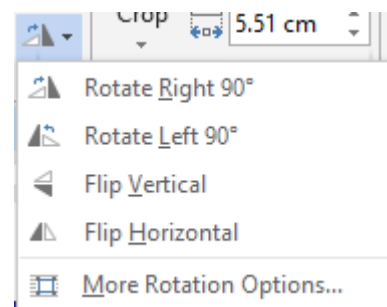 Crop
5.51 cm
Rotate Right 90°
Rotate Left 90°
Flip Vertical
Flip Horizontal
More Rotation Options...